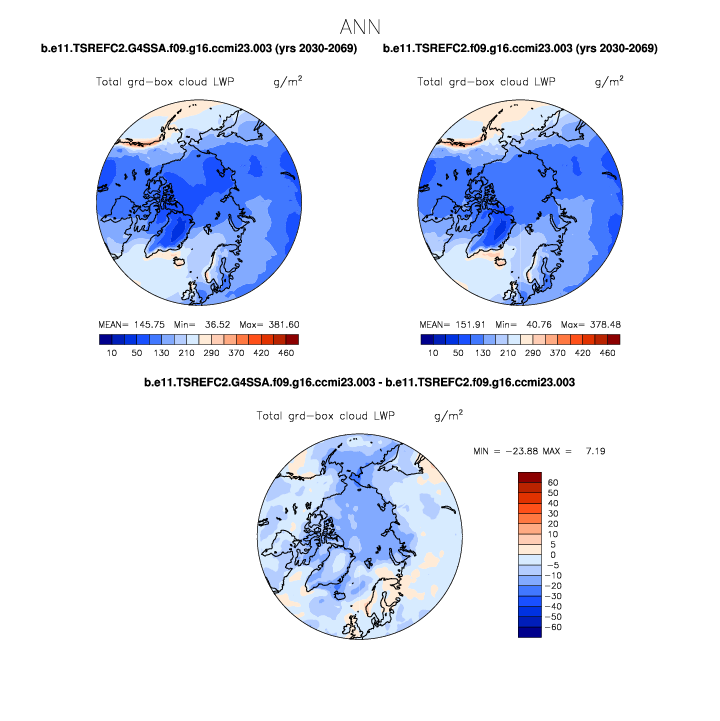 ANN
b.e11.TSREFC2.G4SSA.f09.g16.ccmi23.003 (yrs 2030-2069) b.e11.TSREFC2.f09.g16.ccmi23.003 (yrs 2030-2069)
Total grd-box cloud LWP g/m² Total grd-box cloud LWP g/m²
MEAN= 145.75 Min= 36.52 Max= 381.60 MEAN= 151.91 Min= 40.76 Max= 378.48
10 50 130 210 290 370 420 460 10 50 130 210 290 370 420 460
b.e11.TSREFC2.G4SSA.f09.g16.ccmi23.003 - b.e11.TSREFC2.f09.g16.ccmi23.003
Total grd-box cloud LWP g/m²
MIN = -23.88 MAX = 7.19
60
50
40
30
20
10
5
0
-5
-10
-20
-30
-40
-50
-60